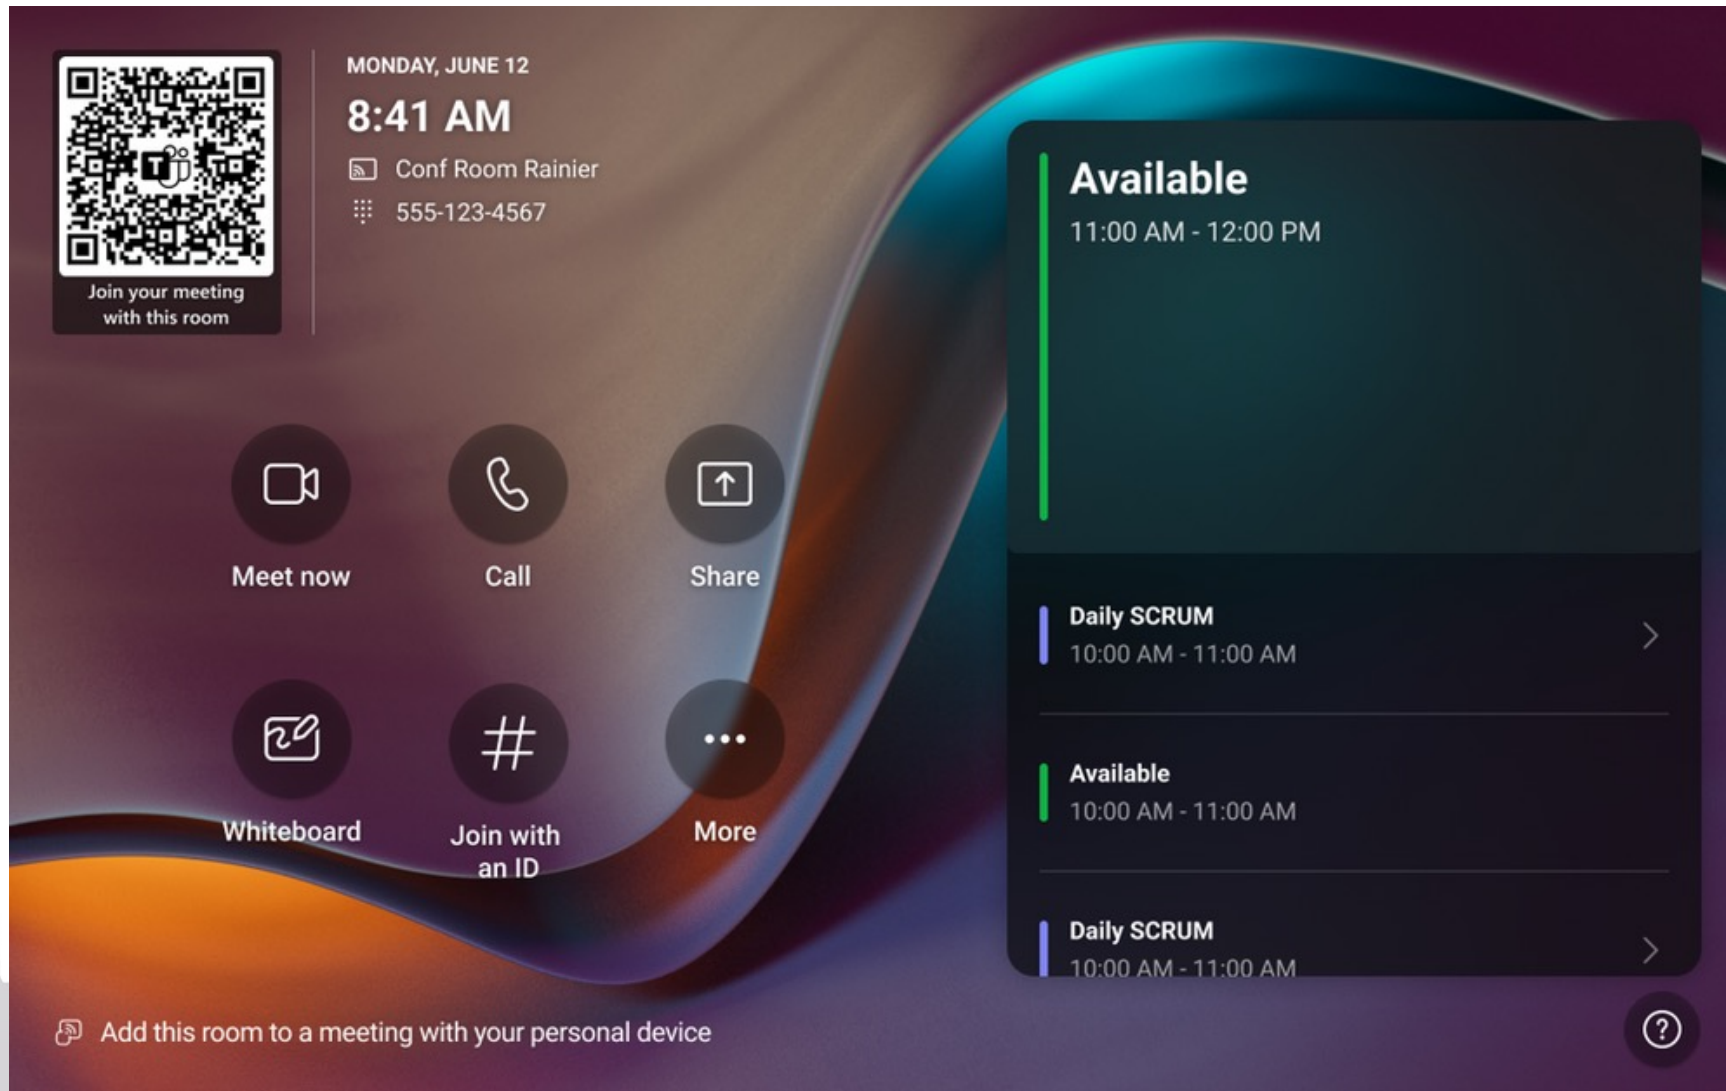 MONDAY, JUNE 12
8:41 AM
Conf Room Rainier
555-123-4567
T
Join your meeting
with this room
Available
11:00 AM - 12:00 PM
Meet now
Call
Share
Whiteboard
Join with
an ID
More
Daily SCRUM
10:00 AM - 11:00 AM
Available
10:00 AM - 11:00 AM
Daily SCRUM
10:00 AM - 11:00 AM
Add this room to a meeting with your personal device